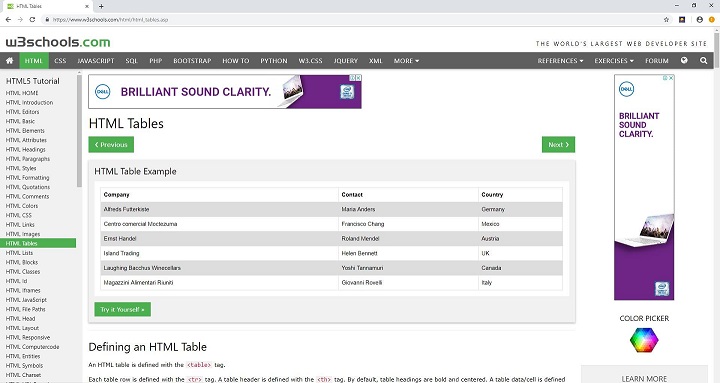 HTML Tables
https://www.w3schools.com/html/html_tables.asp
w3schools.com
THE WORLD'S LARGEST WEB DEVELOPER SITE
HTML CSS JAVASCRIPT SQL PHP BOOTSTRAP HOW TO PYTHON W3.CSS JQUERY XML MORE REFERENCES EXERCISES FORUM
HTML5 Tutorial
HTML HOME
HTML Introduction
HTML Editors
HTML Basic
HTML Elements
HTML Attributes
HTML Headings
HTML Paragraphs
HTML Styles
HTML Formatting
HTML Quotations
HTML Comments
HTML Colors
HTML CSS
HTML Links
HTML Images
HTML Tables
HTML Lists
HTML Blocks
HTML Classes
HTML Id
HTML Iframes
HTML JavaScript
HTML File Paths
HTML Head
HTML Layout
HTML Responsive
HTML Computercode
HTML Entities
HTML Symbols
HTML Charset
DELL BRILLIANT SOUND CLARITY.
HTML Tables
❮ Previous Next ❯
HTML Table Example
Company Contact Country
Alfreds Futterkiste Maria Anders Germany
Centro comercial Moctezuma Francisco Chang Mexico
Ernst Handel Roland Mendel Austria
Island Trading Helen Bennett UK
Laughing Bacchus Winecellars Yoshi Tannamuri Canada
Magazzini Alimentari Riuniti Giovanni Rovelli Italy
Try it Yourself »
Defining an HTML Table
An HTML table is defined with the <table> tag.
Each table row is defined with the <tr> tag. A table header is defined with the <th> tag. By default, table headings are bold and centered. A table data/cell is defined
DELL
BRILLIANT
SOUND
CLARITY.
COLOR PICKER
LEARN MORE